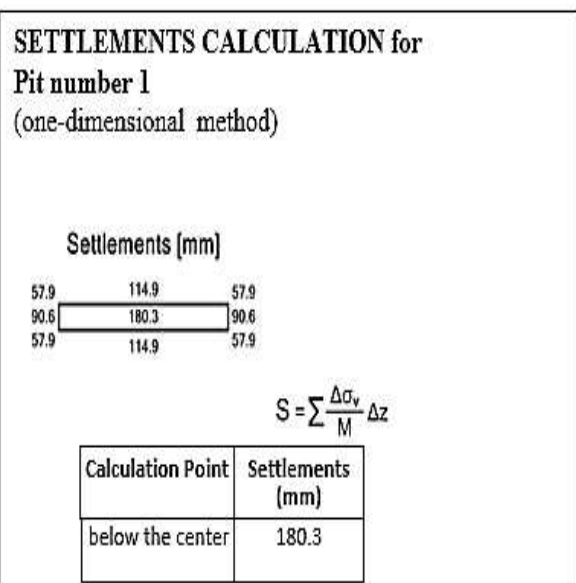 SETTLEMENTS CALCULATION for
Pit number 1
(one-dimensional method)
Settlements [mm]
57.9 114.9 57.9
90.6 180.3 90.6
57.9 114.9 57.9
S = Σ Δσv/M Δz
Calculation Point Settlements (mm)
below the center 180.3